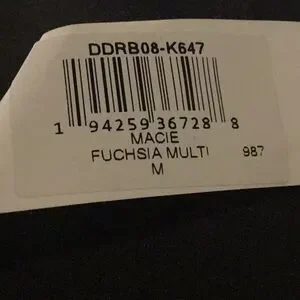 DDRB08-K647
1 94259 36728 8
MACIE
FUCHSIA MULTI 987
M